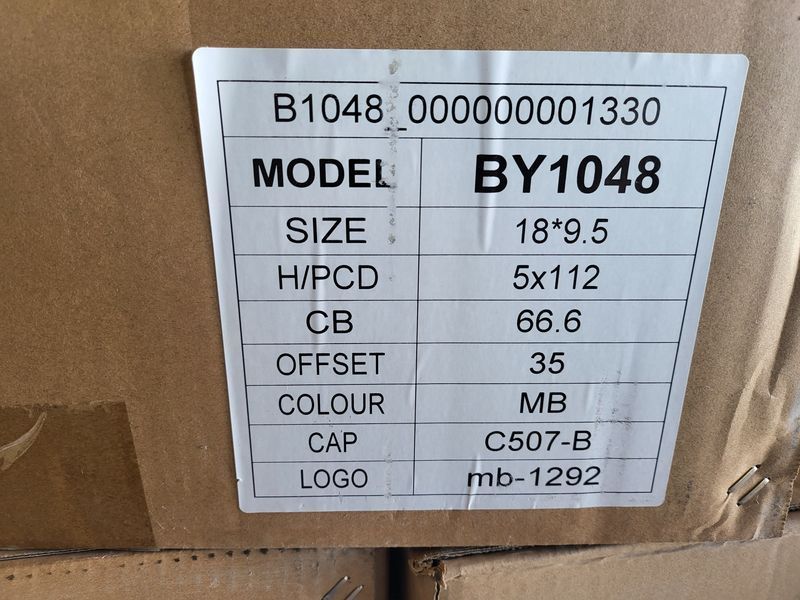 B1048_000000001330
MODEL BY1048
SIZE 18*9.5
H/PCD 5x112
CB 66.6
OFFSET 35
COLOUR MB
CAP C507-B
LOGO mb-1292